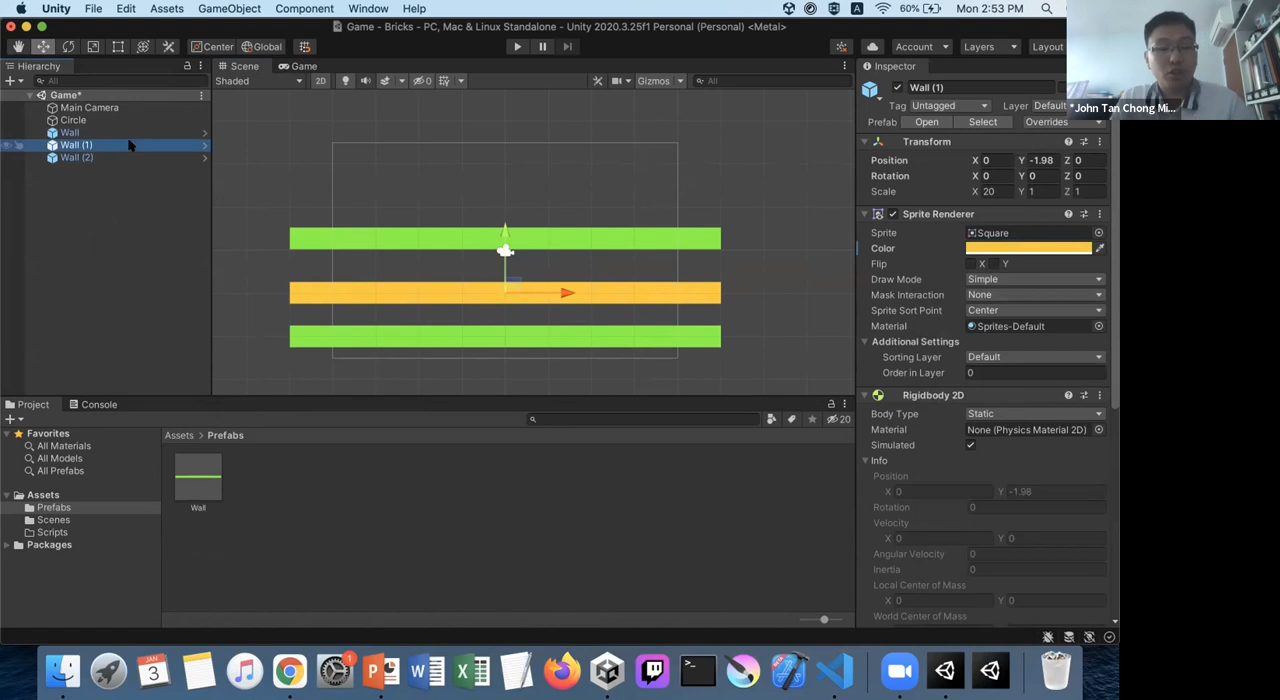 Unity File Edit Assets GameObject Component Window Help
60% Mon 2:53 PM
Game - Bricks - PC, Mac & Linux Standalone - Unity 2020.3.25f1 Personal (Personal) <Metal>
Center Global Account Layers Layout
Hierarchy
Scene Game
Inspector
All
Shaded 2D 0 Gizmos All
Wall (1)
Game*
Tag Untagged Layer Default
*John Tan Chong Mi...
Main Camera
Circle
Prefab Open Select Overrides
Wall
Wall (1)
Wall (2)
Transform
Position X 0 Y -1.98 Z 0
Rotation X 0 Y 0 Z 0
Scale X 20 Y 1 Z 1
Sprite Renderer
Sprite Square
Color
Flip X Y
Draw Mode Simple
Mask Interaction None
Sprite Sort Point Center
Material Sprites-Default
Additional Settings
Sorting Layer Default
Order in Layer 0
Rigidbody 2D
Body Type Static
Material None (Physics Material 2D)
Simulated
Info
Position
X 0 Y -1.98
Rotation 0
Velocity
X 0 Y 0
Angular Velocity 0
Inertia 0
Local Center of Mass
X 0 Y 0
World Center of Mass
Project Console
20
Favorites
All Materials
All Models
All Prefabs
Assets
Prefabs
Scenes
Scripts
Packages
Assets > Prefabs
Wall
JAN
3
1